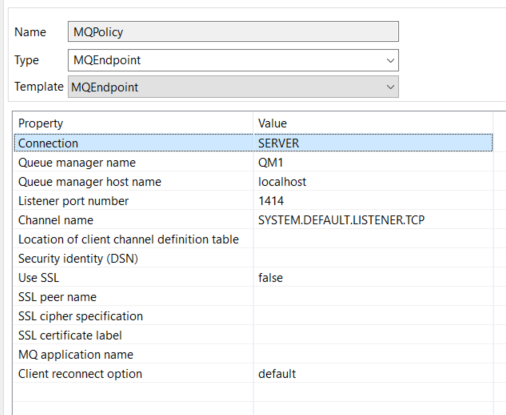 Name MQPolicy
Type MQEndpoint
Template MQEndpoint
Property Value
Connection SERVER
Queue manager name QM1
Queue manager host name localhost
Listener port number 1414
Channel name SYSTEM.DEFAULT.LISTENER.TCP
Location of client channel definition table
Security identity (DSN)
Use SSL false
SSL peer name
SSL cipher specification
SSL certificate label
MQ application name
Client reconnect option default